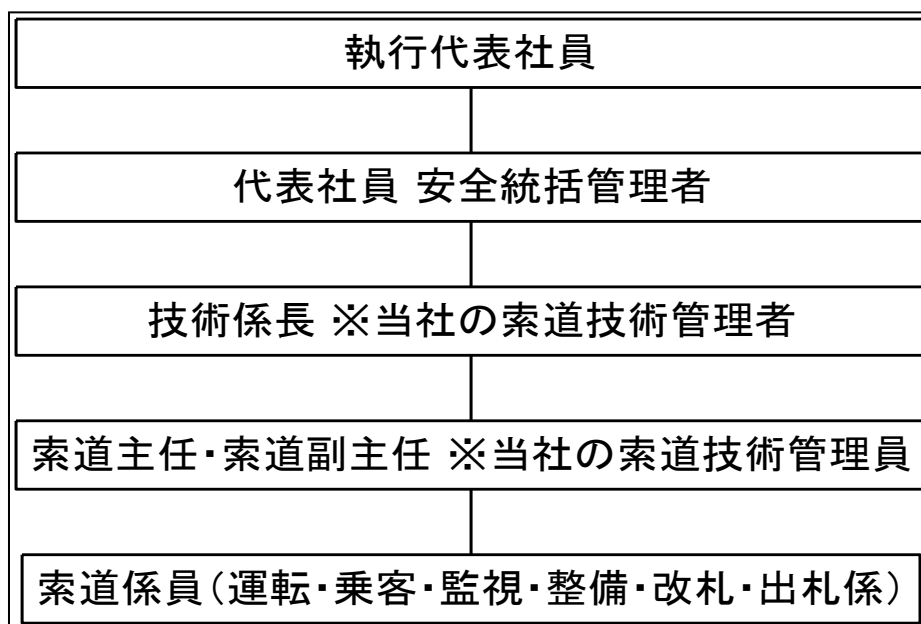 執行代表社員
代表社員 安全統括管理者
技術係長 ※当社の索道技術管理者
索道主任・索道副主任 ※当社の索道技術管理員
索道係員(運転・乗客・監視・整備・改札・出札係)